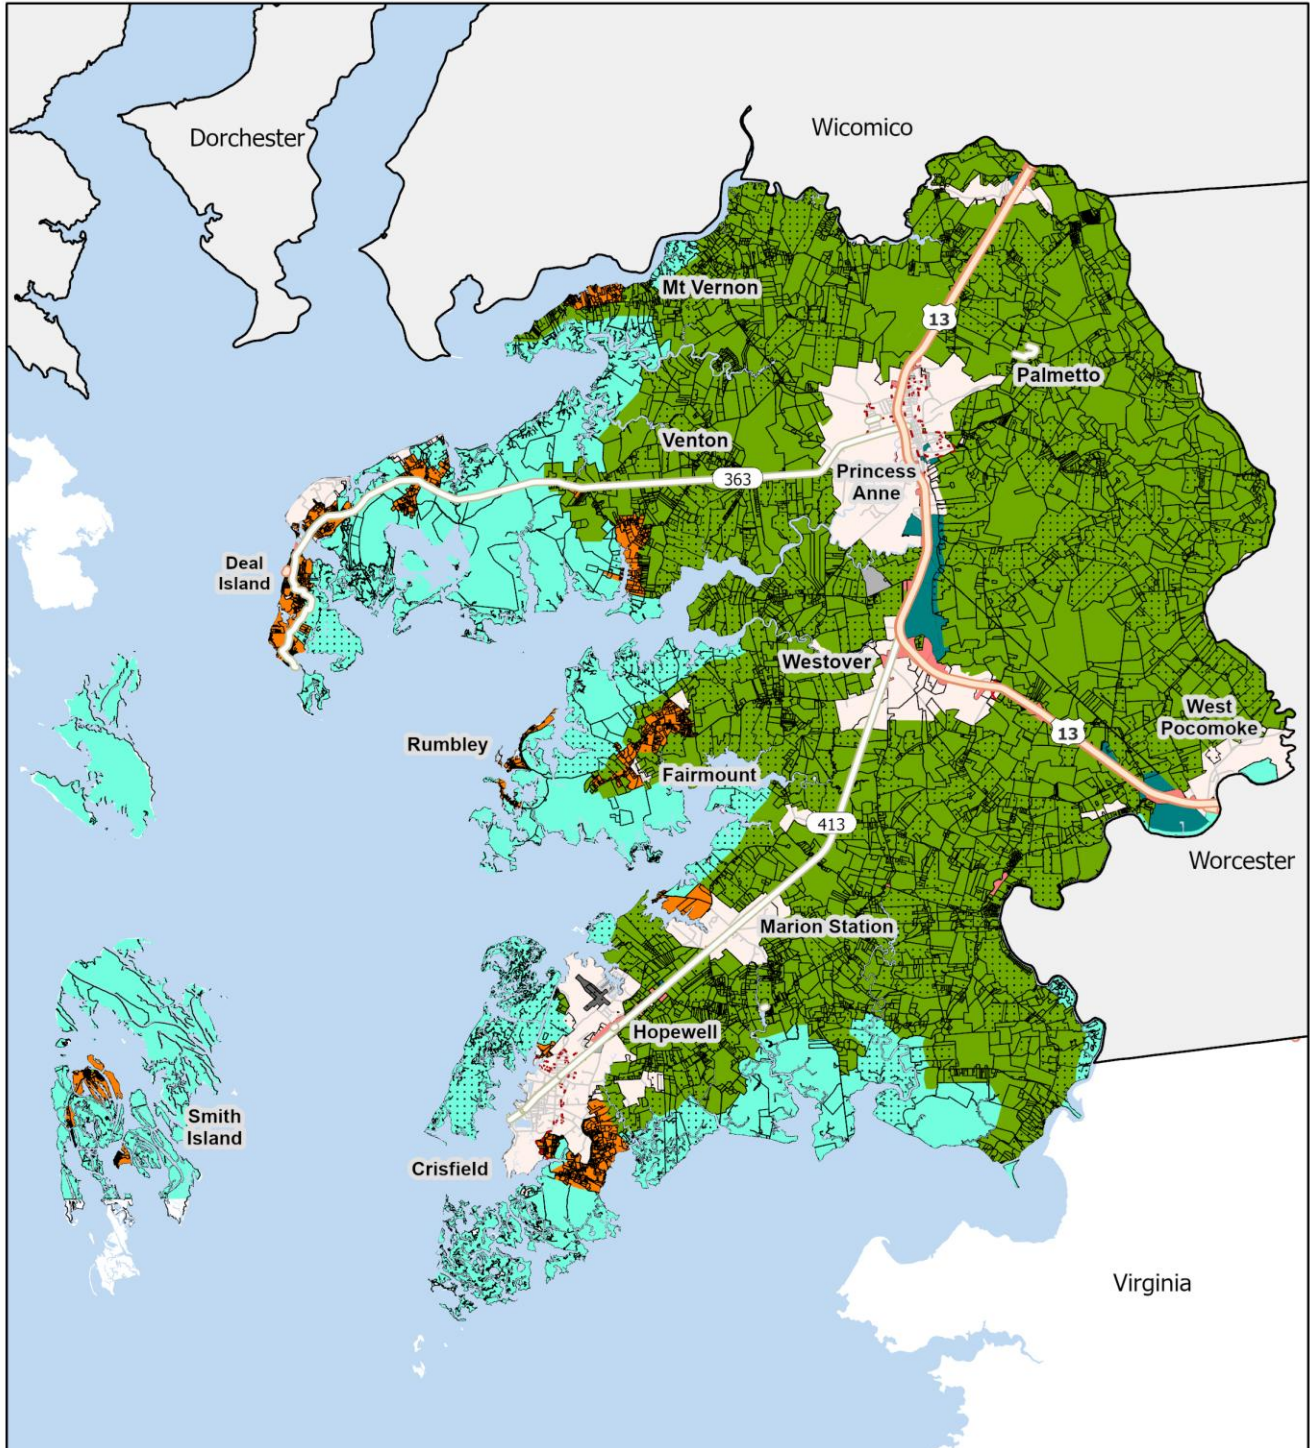 Dorchester
Wicomico
Mt Vernon
13
Palmetto
Venton
363
Princess
Anne
Deal
Island
Westover
West
Pocomoke
Rumbley
13
Fairmount
413
Worcester
Marion Station
Hopewell
Smith
Island
Crisfield
Virginia